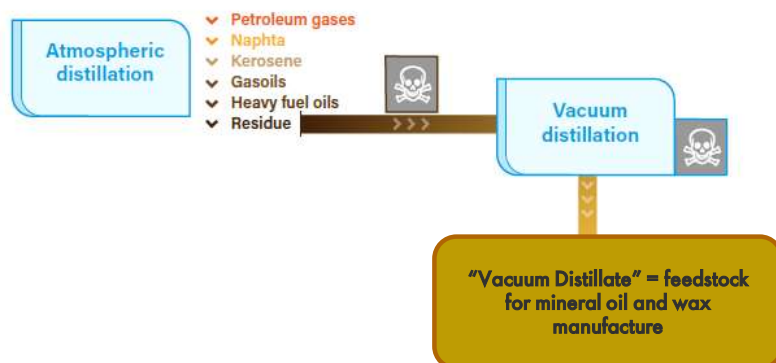 Atmospheric
distillation
Petroleum gases
Naphta
Kerosene
Gasoils
Heavy fuel oils
Residue
Vacuum
distillation
“Vacuum Distillate” = feedstock
for mineral oil and wax
manufacture